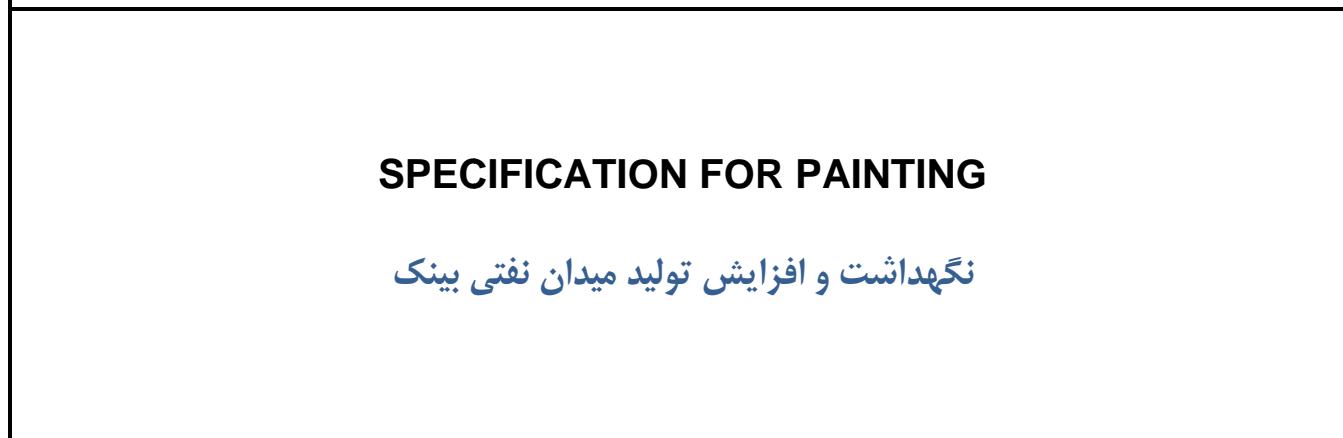 SPECIFICATION FOR PAINTING
نگهداشت و افزایش تولید میدان نفتی بینک